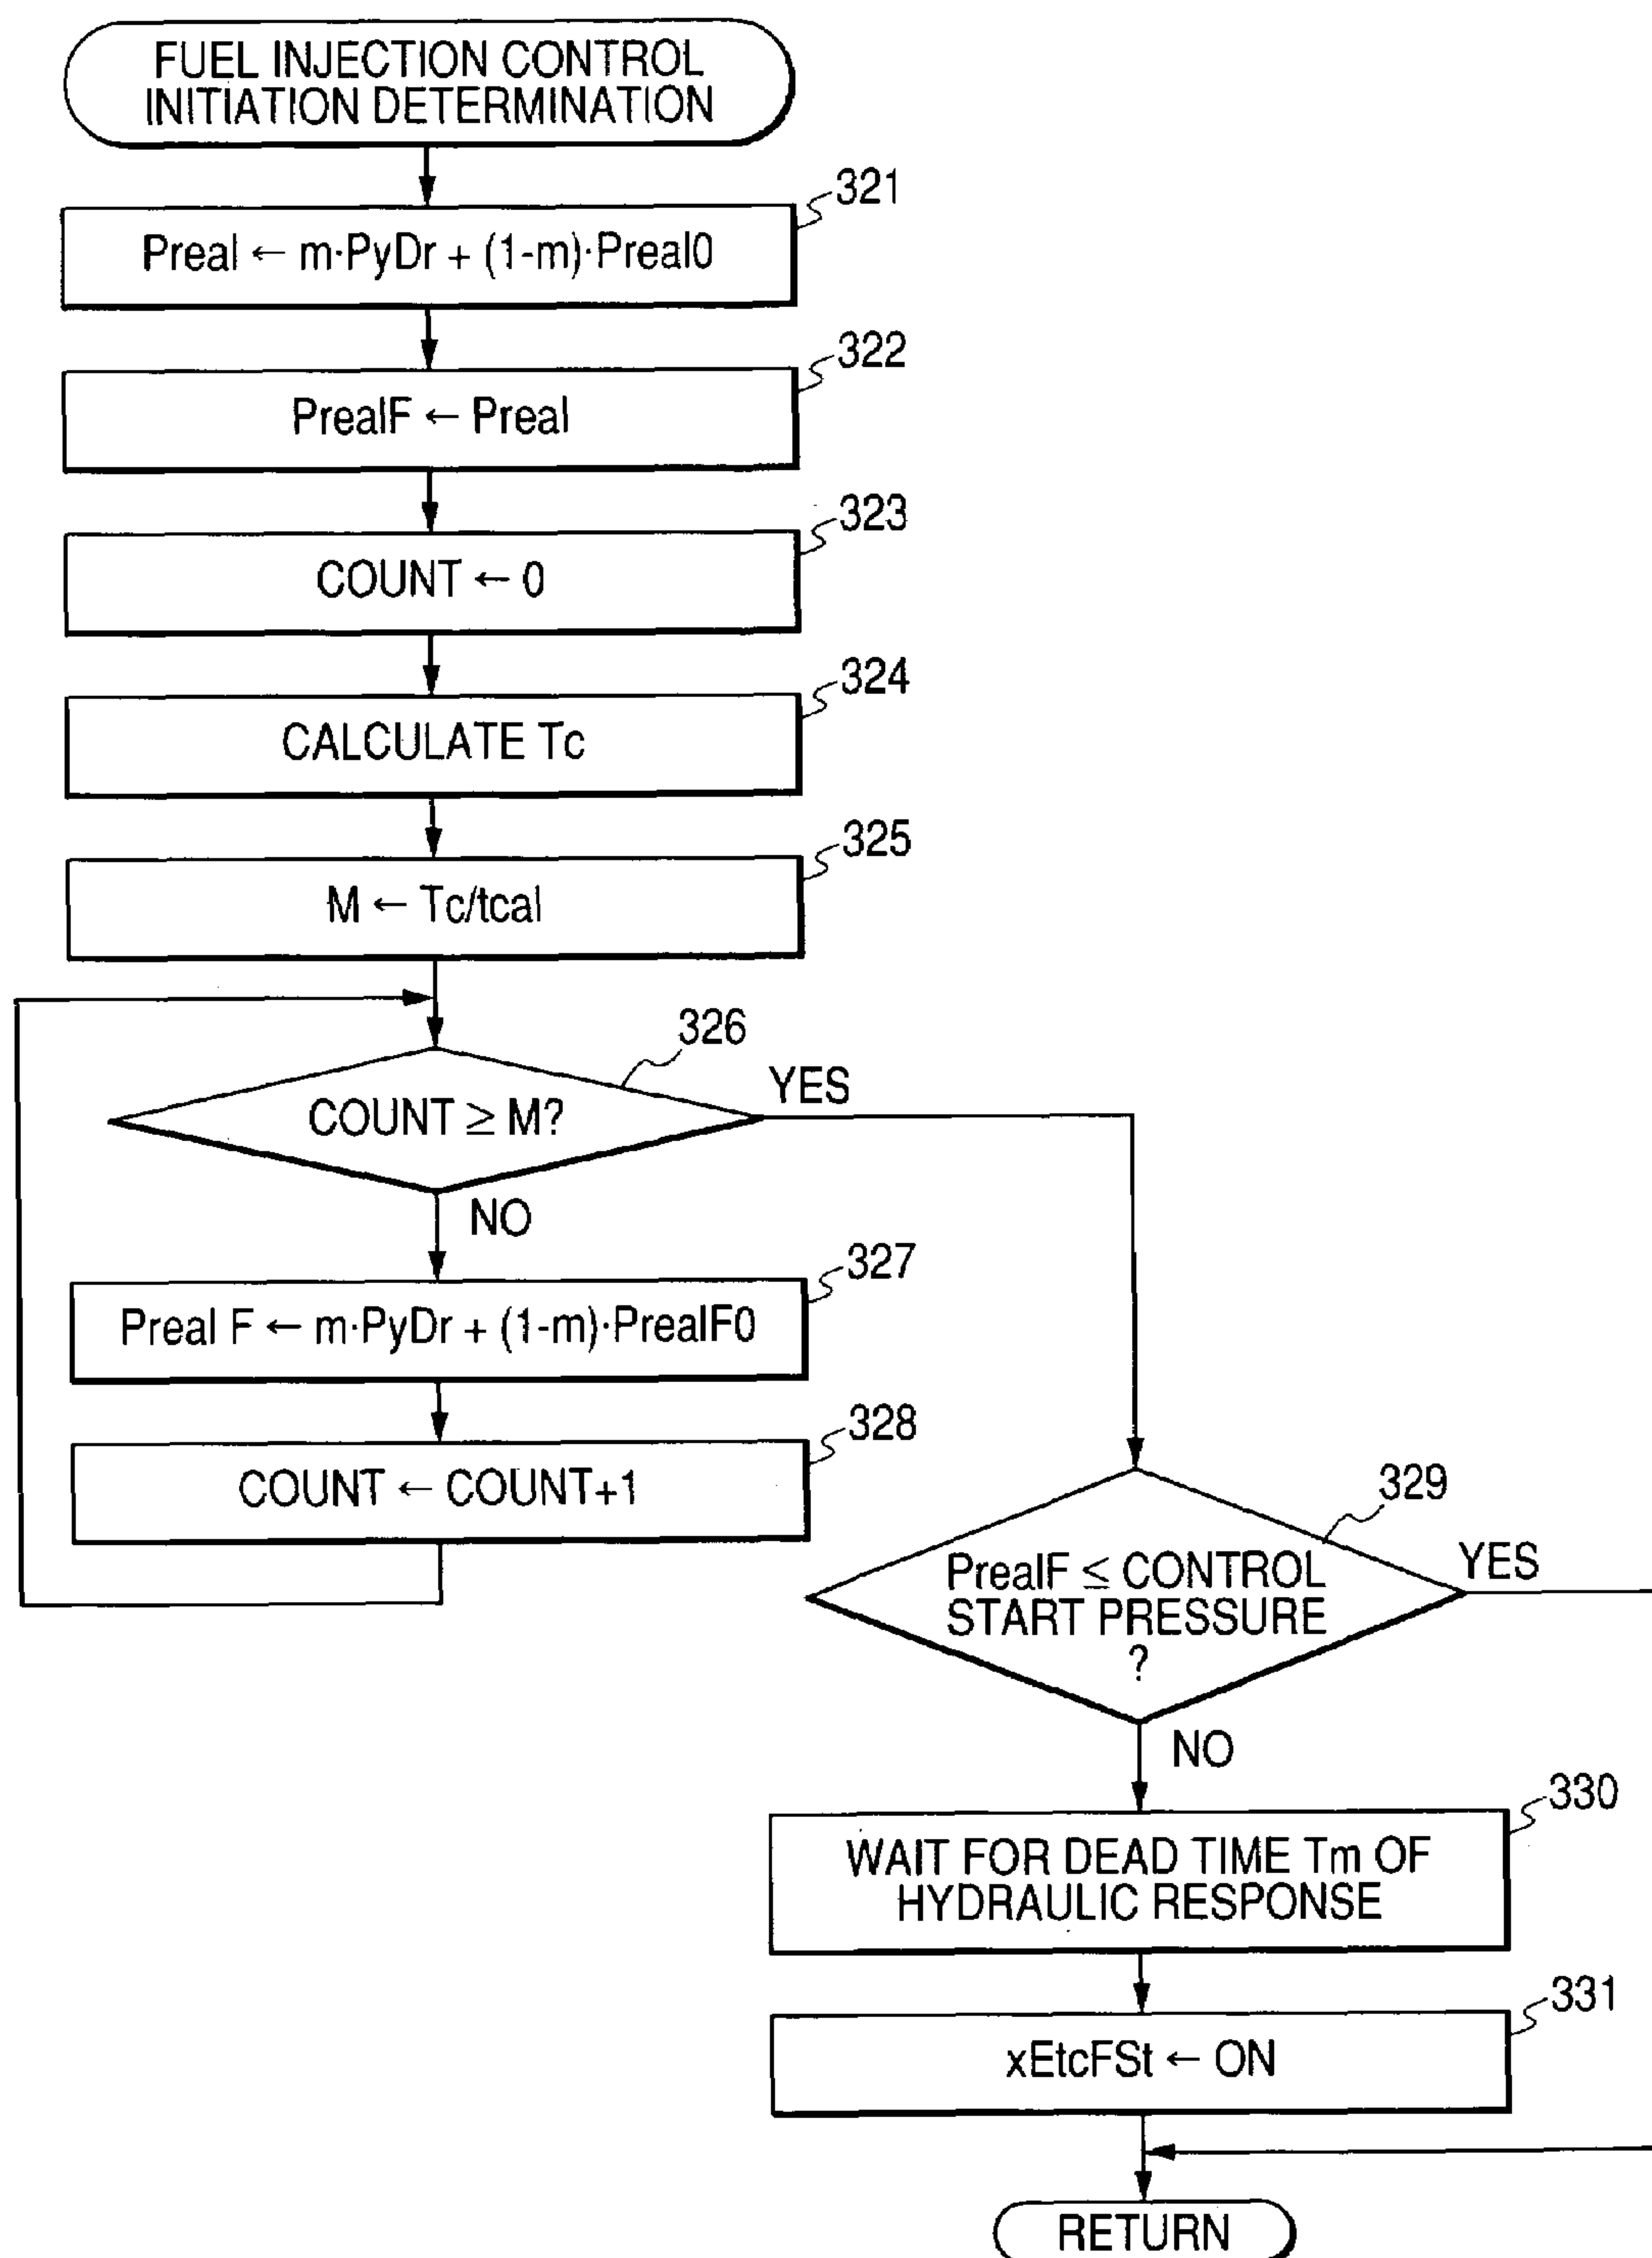 FUEL INJECTION CONTROL
INITIATION DETERMINATION
321
Preal ← m·PyDr + (1-m)·Preal0
322
PrealF ← Preal
323
COUNT ← 0
324
CALCULATE Tc
325
M ← Tc/tcal
326
COUNT ≥ M?
YES
NO
327
Preal F ← m·PyDr + (1-m)·PrealF0
328
COUNT ← COUNT+1
329
PrealF ≤ CONTROL
START PRESSURE
?
YES
NO
330
WAIT FOR DEAD TIME Tm OF
HYDRAULIC RESPONSE
331
xEtcFSt ← ON
RETURN